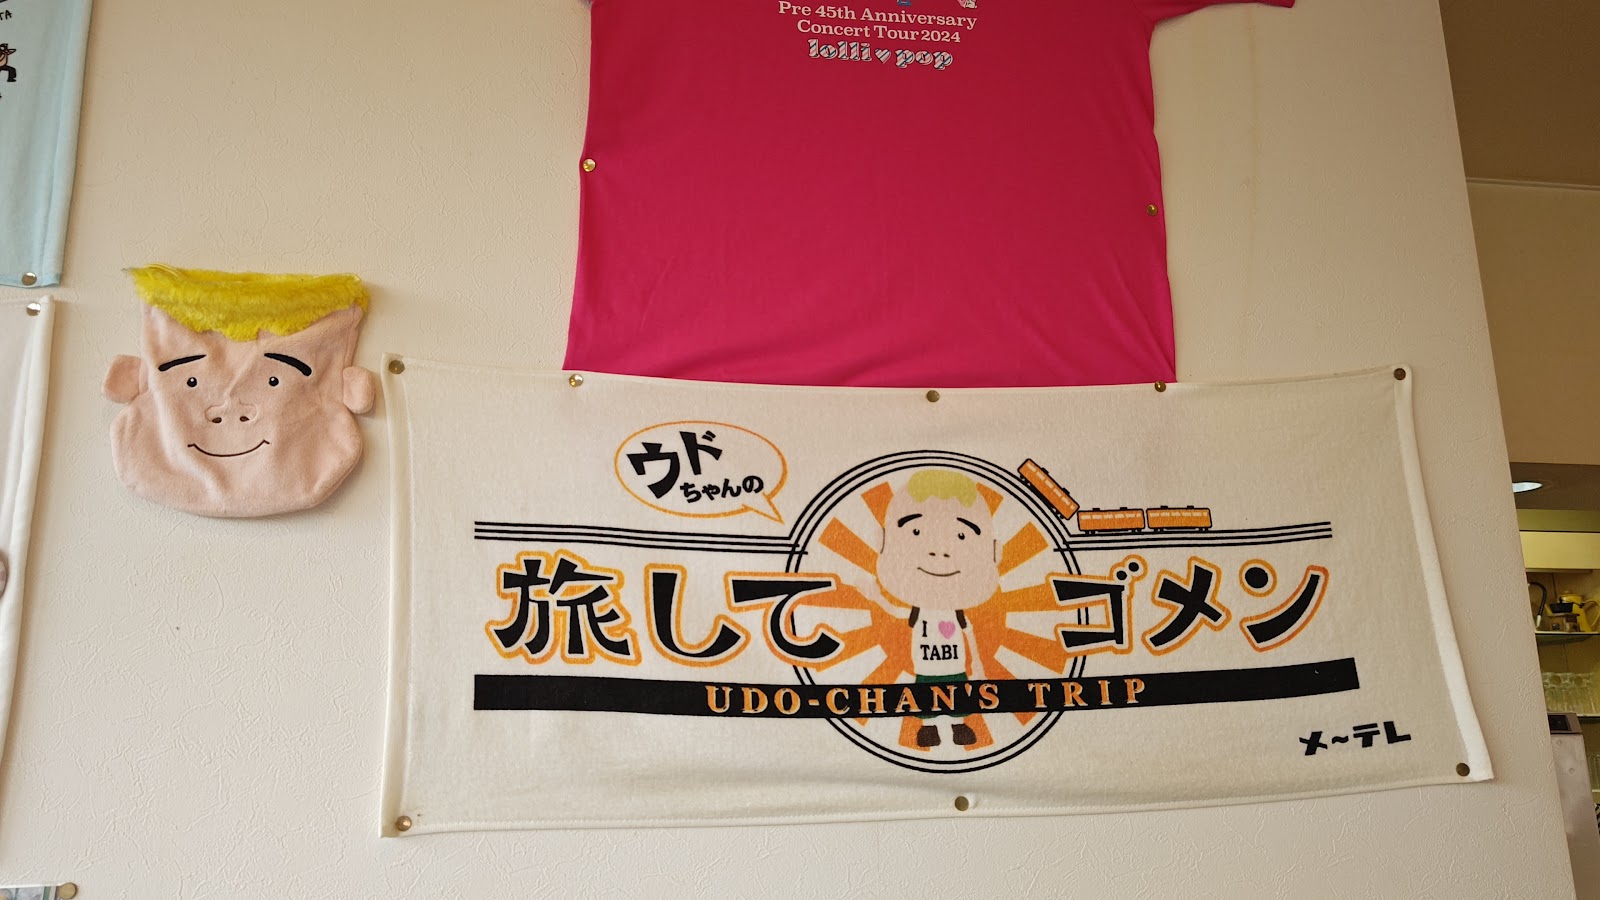 Pre 45th Anniversary
Concert Tour 2024
lolli♥pop
ウド
ちゃんの
旅してゴメン
I ♥
TABI
UDO-CHAN'S TRIP
メ~テレ